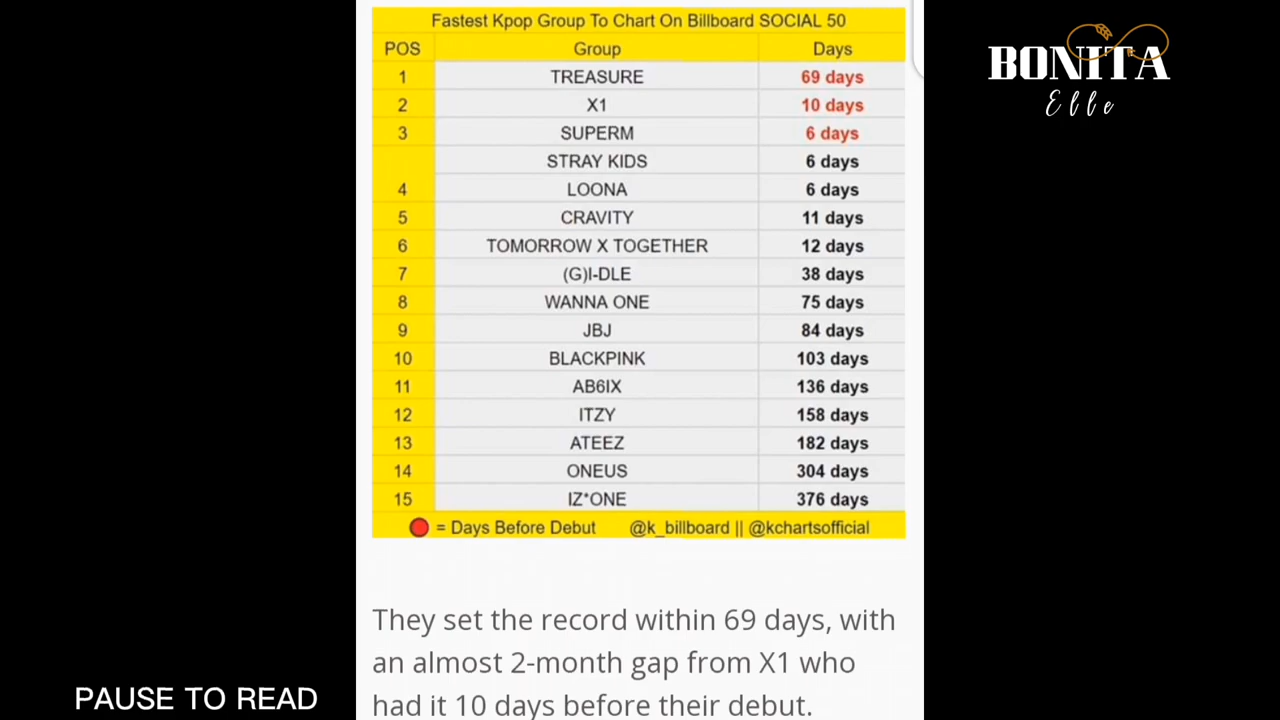 Fastest Kpop Group To Chart On Billboard SOCIAL 50
POS Group Days
1 TREASURE 69 days
2 X1 10 days
3 SUPERM 6 days
STRAY KIDS 6 days
4 LOONA 6 days
5 CRAVITY 11 days
6 TOMORROW X TOGETHER 12 days
7 (G)I-DLE 38 days
8 WANNA ONE 75 days
9 JBJ 84 days
10 BLACKPINK 103 days
11 AB6IX 136 days
12 ITZY 158 days
13 ATEEZ 182 days
14 ONEUS 304 days
15 IZ*ONE 376 days
= Days Before Debut @k_billboard || @kchartsofficial
They set the record within 69 days, with
an almost 2-month gap from X1 who
had it 10 days before their debut.
BONITA
Elle
PAUSE TO READ